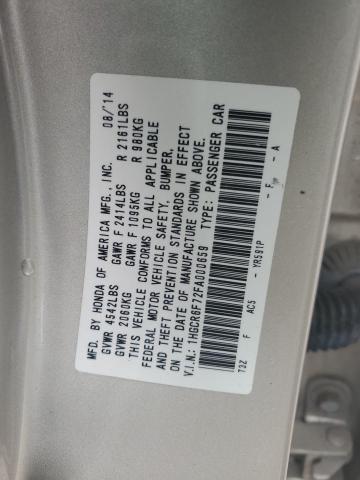 MFD. BY HONDA OF AMERICA MFG., INC. 08/'14
GVWR 4542LBS GAWR F 2414LBS R 2161LBS
GVWR 2060KG GAWR F 1095KG R 980KG
THIS VEHICLE CONFORMS TO ALL APPLICABLE
FEDERAL MOTOR VEHICLE SAFETY, BUMPER,
AND THEFT PREVENTION STANDARDS IN EFFECT
ON THE DATE OF MANUFACTURE SHOWN ABOVE.
V.I.N.: 1HGCR6F72FA000659 TYPE: PASSENGER CAR
T3Z F AC5 - YR591P - F - A